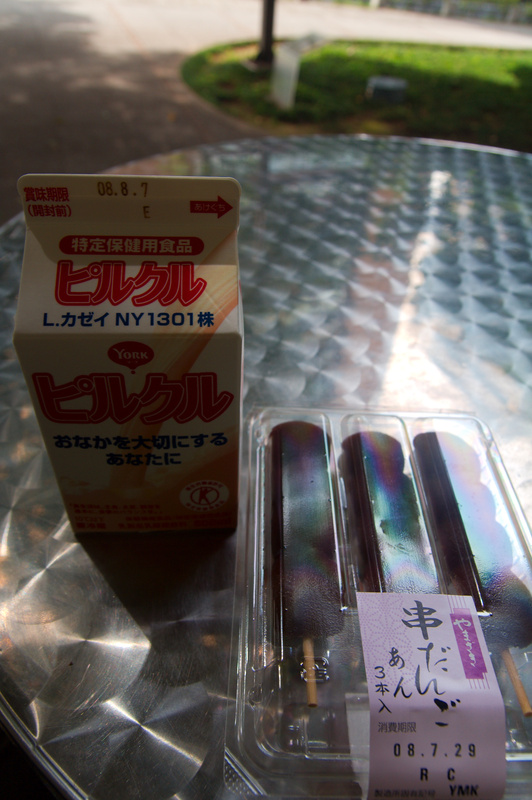 賞味期限
(開封前)
08.8.7
E
あけぐち
特定保健用食品
ピルクル
L.カゼイ NY1301株
YORK
ピルクル
おなかを大切にする
あなたに
やまざき
串だんご
あん
3本入
消費期限
08.7.29
R C
YMK